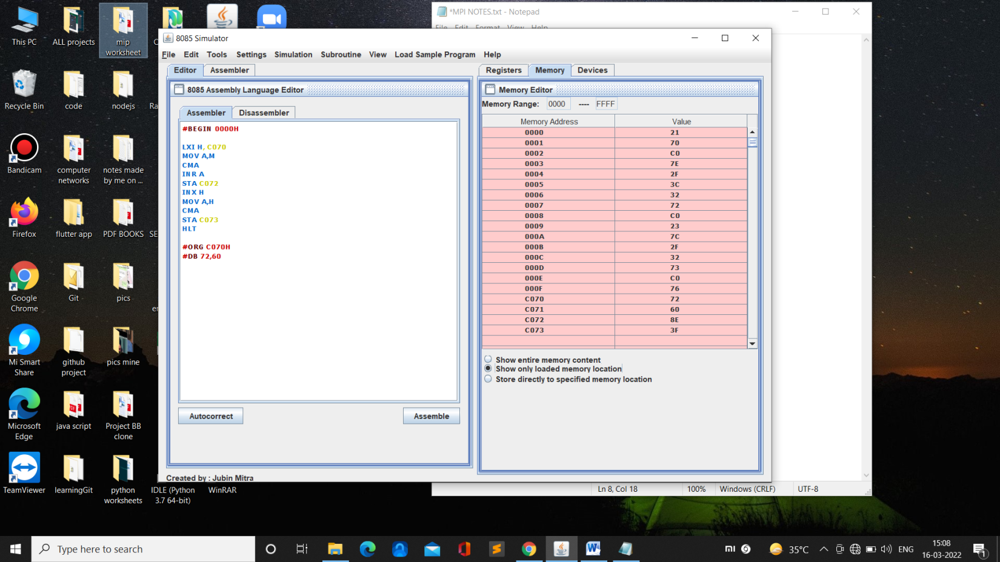 This PC
ALL projects
mip
worksheet
*MPI NOTES.txt - Notepad
File Edit Format View Help
8085 Simulator
File Edit Tools Settings Simulation Subroutine View Load Sample Program Help
Editor Assembler
Registers Memory Devices
8085 Assembly Language Editor
Memory Editor
Memory Range: 0000 ---- FFFF
Assembler Disassembler
#BEGIN 0000H
LXI H, C070
MOV A,M
CMA
INR A
STA C072
INX H
MOV A,H
CMA
STA C073
HLT
#ORG C070H
#DB 72,60
Autocorrect
Assemble
Memory Address Value
0000 21
0001 70
0002 C0
0003 7E
0004 2F
0005 3C
0006 32
0007 72
0008 C0
0009 23
000A 7C
000B 2F
000C 32
000D 73
000E C0
000F 76
C070 72
C071 60
C072 8E
C073 3F
Show entire memory content
Show only loaded memory location
Store directly to specified memory location
Created by : Jubin Mitra
Recycle Bin
code
nodejs
Ra
Bandicam
computer
networks
notes made
by me on ...
Firefox
flutter app
PDF BOOKS
SE
Google
Chrome
Git
pics
er
Mi Smart
Share
github
project
pics mine
Microsoft
Edge
java script
Project BB
clone
TeamViewer
learningGit
python
worksheets
IDLE (Python
3.7 64-bit)
WinRAR
Ln 8, Col 18 100% Windows (CRLF) UTF-8
Type here to search
35°C
ENG
15:08
16-03-2022
1